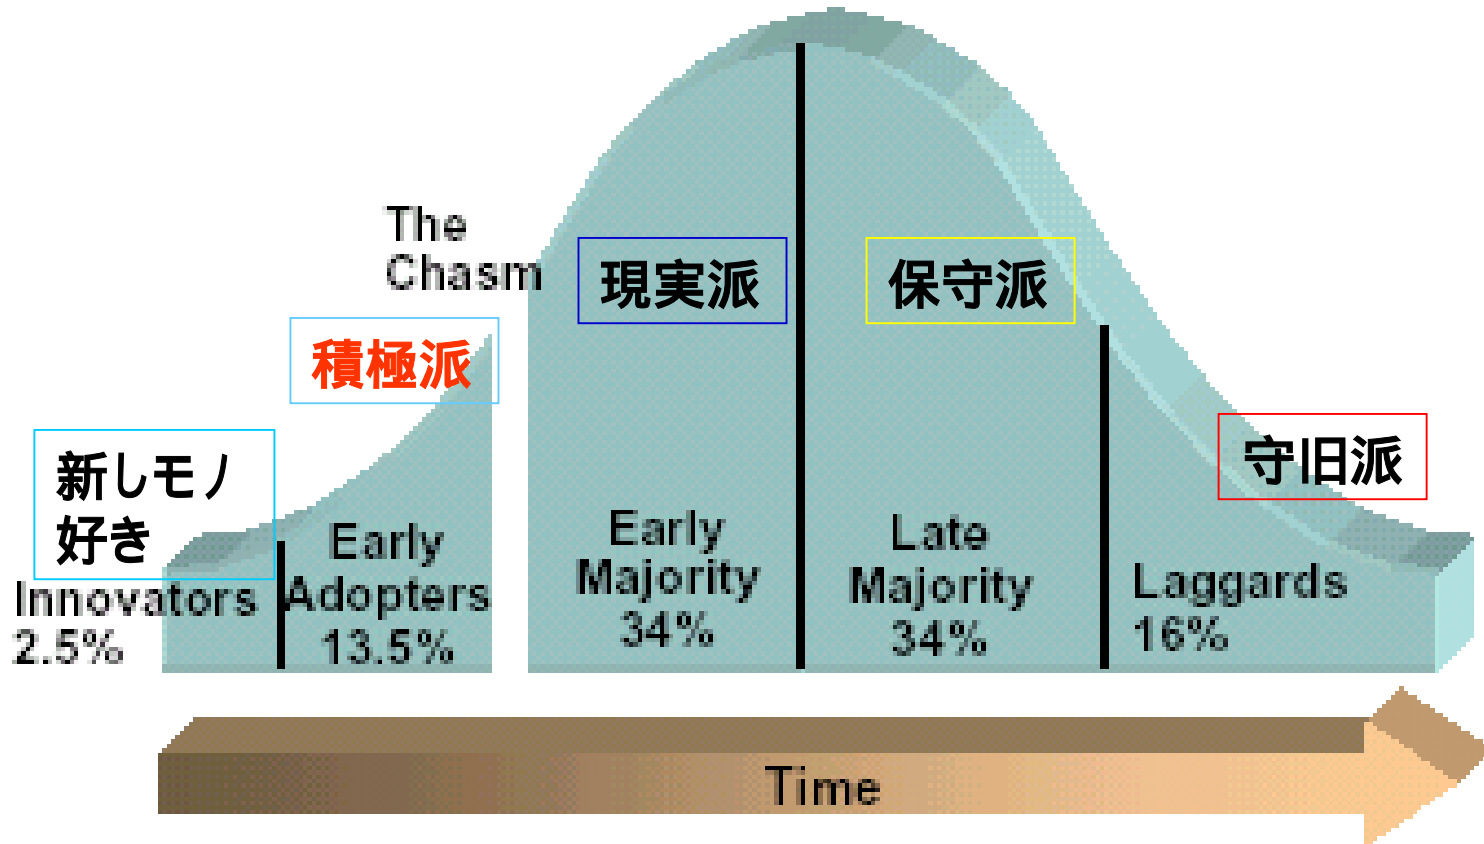 The
Chasm
現実派
保守派
積極派
守旧派
新しモノ
好き
Innovators
2.5%
Early
Adopters
13.5%
Early
Majority
34%
Late
Majority
34%
Laggards
16%
Time